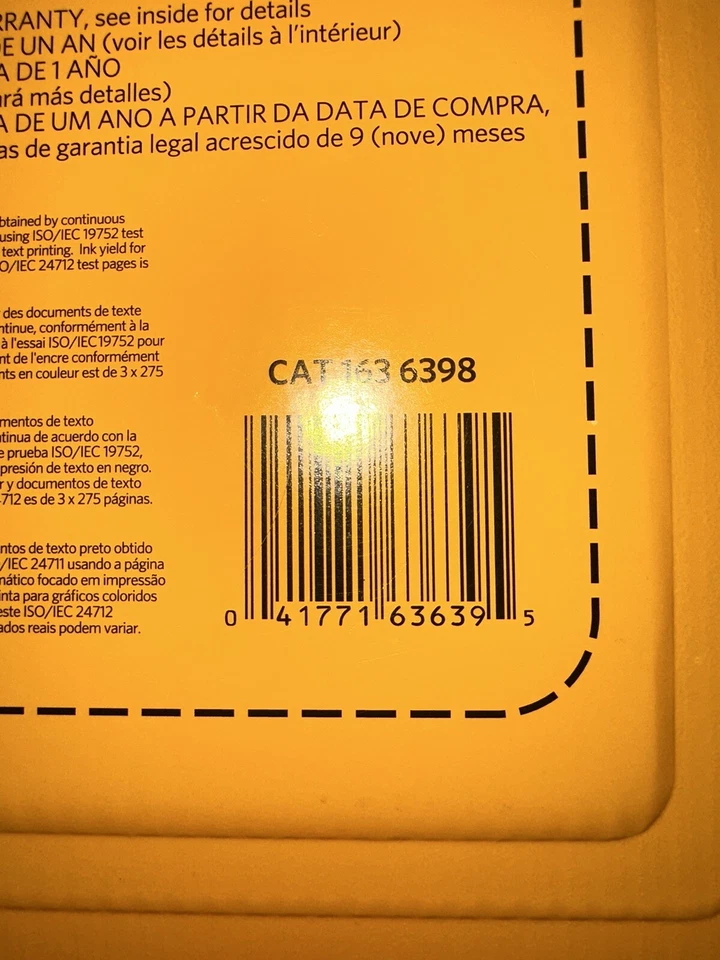 RRANTY, see inside for details
E UN AN (voir les détails à l'intérieur)
A DE 1 AÑO
ará más detalles)
A DE UM ANO A PARTIR DA DATA DE COMPRA,
as de garantia legal acrescido de 9 (nove) meses
btained by continuous
using ISO/IEC 19752 test
text printing. Ink yield for
O/IEC 24712 test pages is
des documents de texte
ntinue, conformément à la
à l'essai ISO/IEC19752 pour
nt de l'encre conformément
nts en couleur est de 3 x 275
mentos de texto
tinua de acuerdo con la
e prueba ISO/IEC 19752,
presión de texto en negro.
r y documentos de texto
4712 es de 3 x 275 páginas.
ntos de texto preto obtido
/IEC 24711 usando a página
mático focado em impressão
inta para gráficos coloridos
este ISO/IEC 24712
ados reais podem variar.
CAT 163 6398
0 41771 63639 5